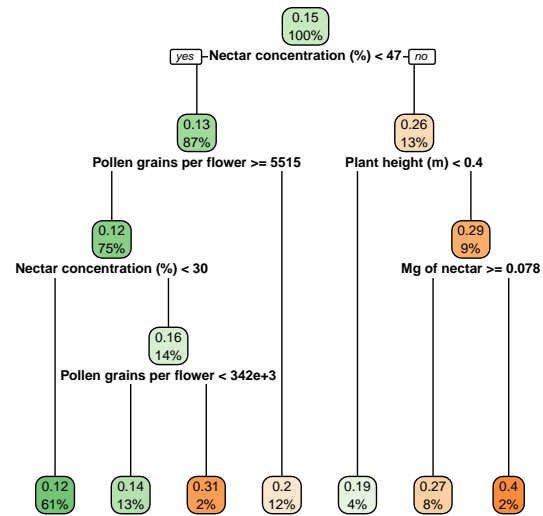 0.15
100%
yes Nectar concentration (%) < 47 no
0.13 0.26
87% 13%
Pollen grains per flower >= 5515 Plant height (m) < 0.4
0.12 0.29
75% 9%
Nectar concentration (%) < 30 Mg of nectar >= 0.078
0.16
14%
Pollen grains per flower < 342e+3
0.12 0.14 0.31 0.2 0.19 0.27 0.4
61% 13% 2% 12% 4% 8% 2%